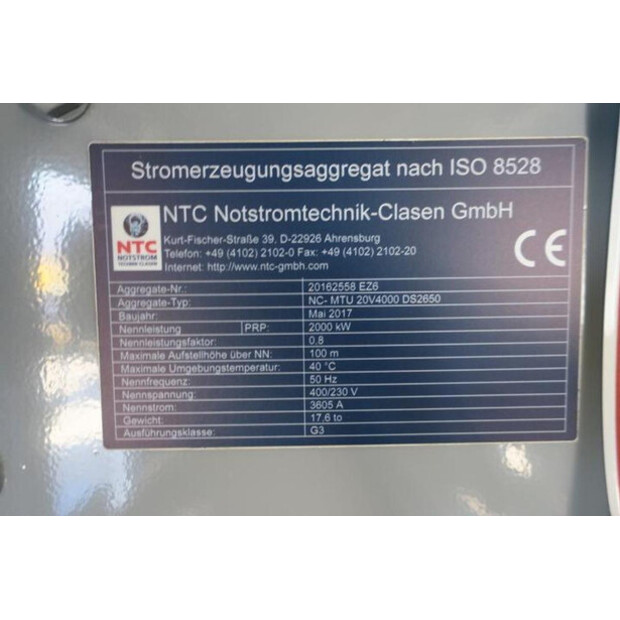 Stromerzeugungsaggregat nach ISO 8528
NTC Notstromtechnik-Clasen GmbH
Kurt-Fischer-Straße 39, D-22926 Ahrensburg
Telefon: +49 (4102) 2102-0 Fax: +49 (4102) 2102-20
Internet: http://www.ntc-gmbh.com
NTC
NOTSTROM
TECHNIK CLASEN
CE
Aggregate-Nr.: 20162558 EZ6
Aggregate-Typ: NC- MTU 20V4000 DS2650
Baujahr: Mai 2017
Nennleistung PRP: 2000 kW
Nennleistungsfaktor: 0,8
Maximale Aufstellhöhe über NN: 100 m
Maximale Umgebungstemperatur: 40 °C
Nennfrequenz: 50 Hz
Nennspannung: 400/230 V
Nennstrom: 3605 A
Gewicht: 17.6 to
Ausführungsklasse: G3